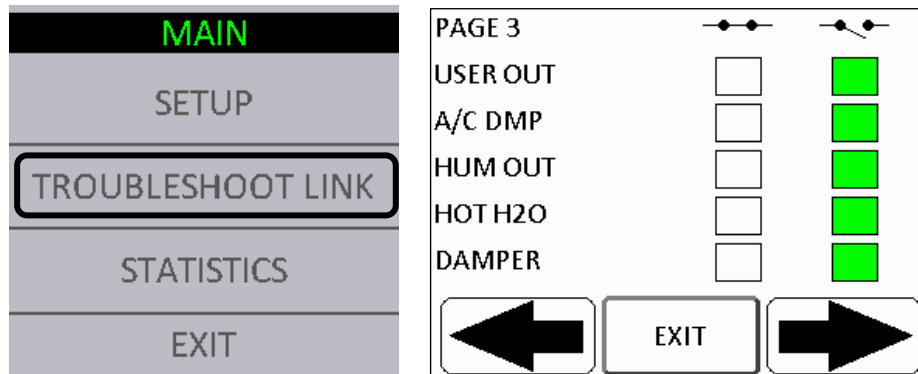 MAIN
SETUP
TROUBLESHOOT LINK
STATISTICS
EXIT
PAGE 3
USER OUT
A/C DMP
HUM OUT
HOT H2O
DAMPER
EXIT